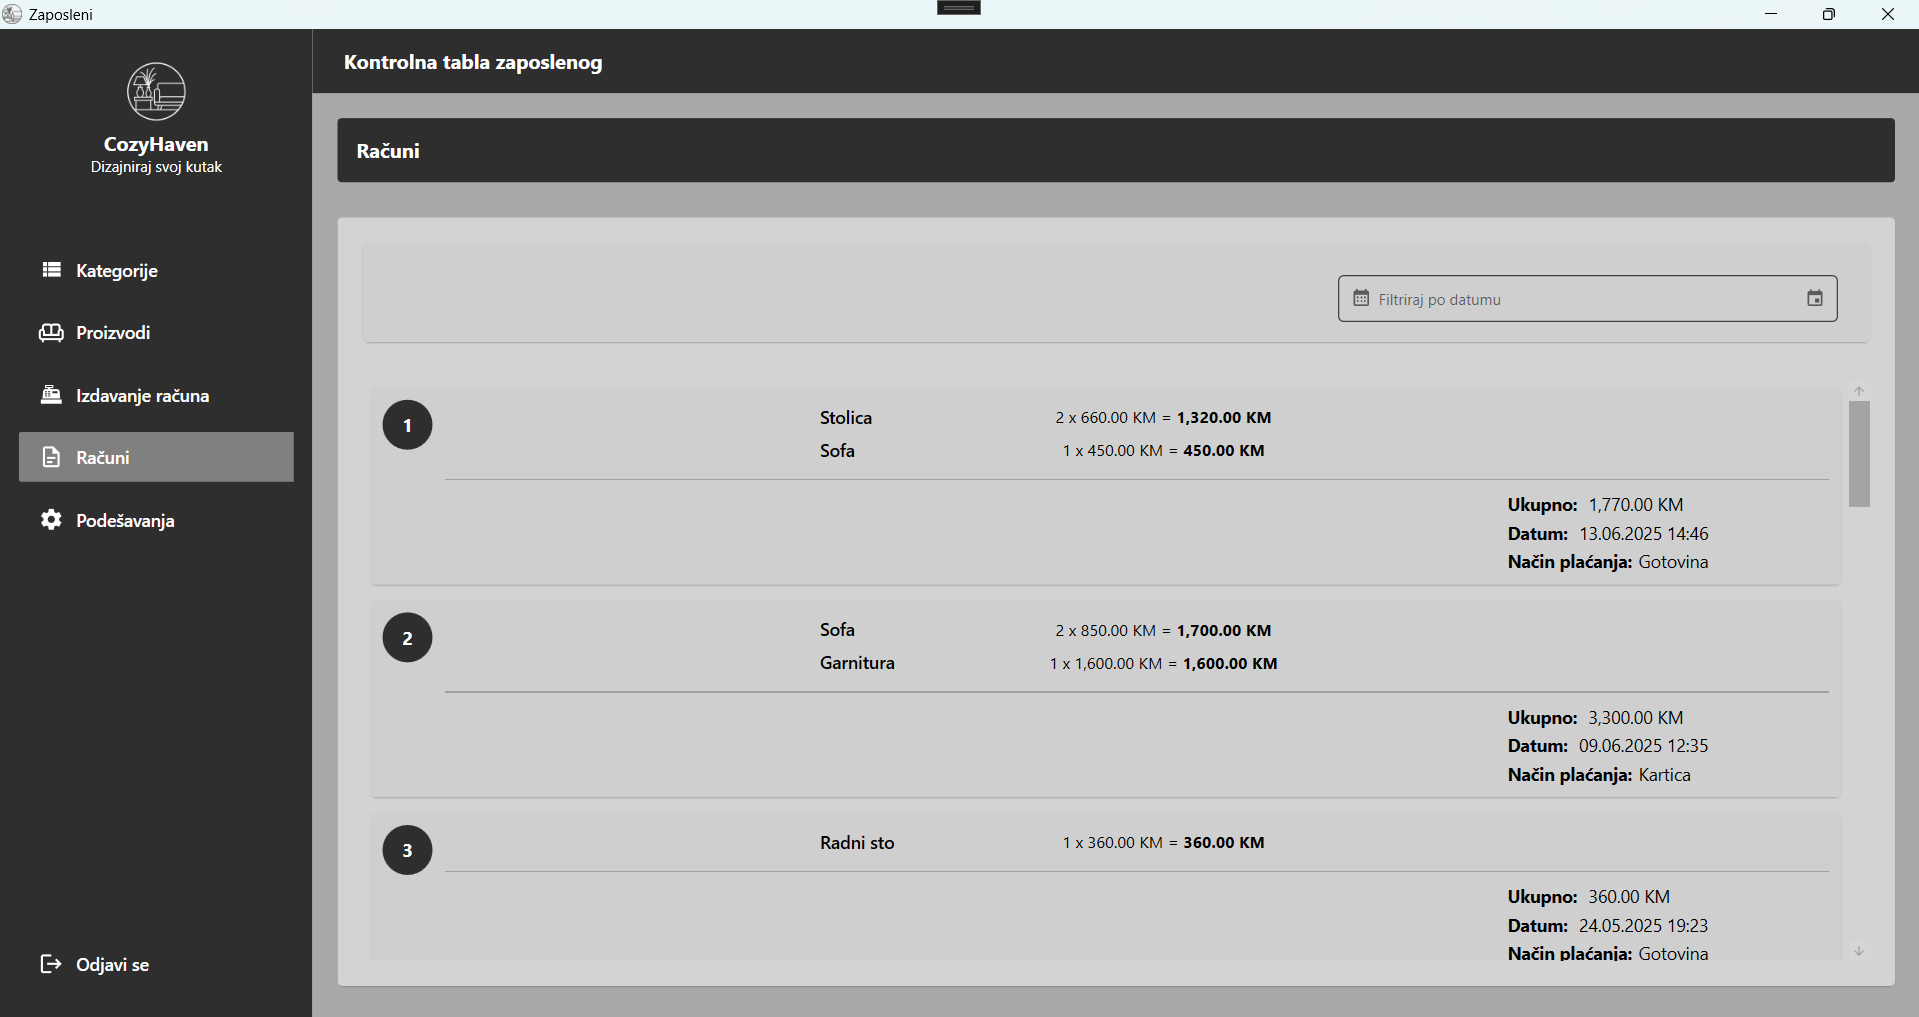 Zaposleni
CozyHaven
Dizajniraj svoj kutak
Kategorije
Proizvodi
Izdavanje računa
Računi
Podešavanja
Odjavi se
Kontrolna tabla zaposlenog
Računi
Filtriraj po datumu
1
Stolica 2 x 660.00 KM = 1,320.00 KM
Sofa 1 x 450.00 KM = 450.00 KM
Ukupno: 1,770.00 KM
Datum: 13.06.2025 14:46
Način plaćanja: Gotovina
2
Sofa 2 x 850.00 KM = 1,700.00 KM
Garnitura 1 x 1,600.00 KM = 1,600.00 KM
Ukupno: 3,300.00 KM
Datum: 09.06.2025 12:35
Način plaćanja: Kartica
3
Radni sto 1 x 360.00 KM = 360.00 KM
Ukupno: 360.00 KM
Datum: 24.05.2025 19:23
Način plaćanja: Gotovina